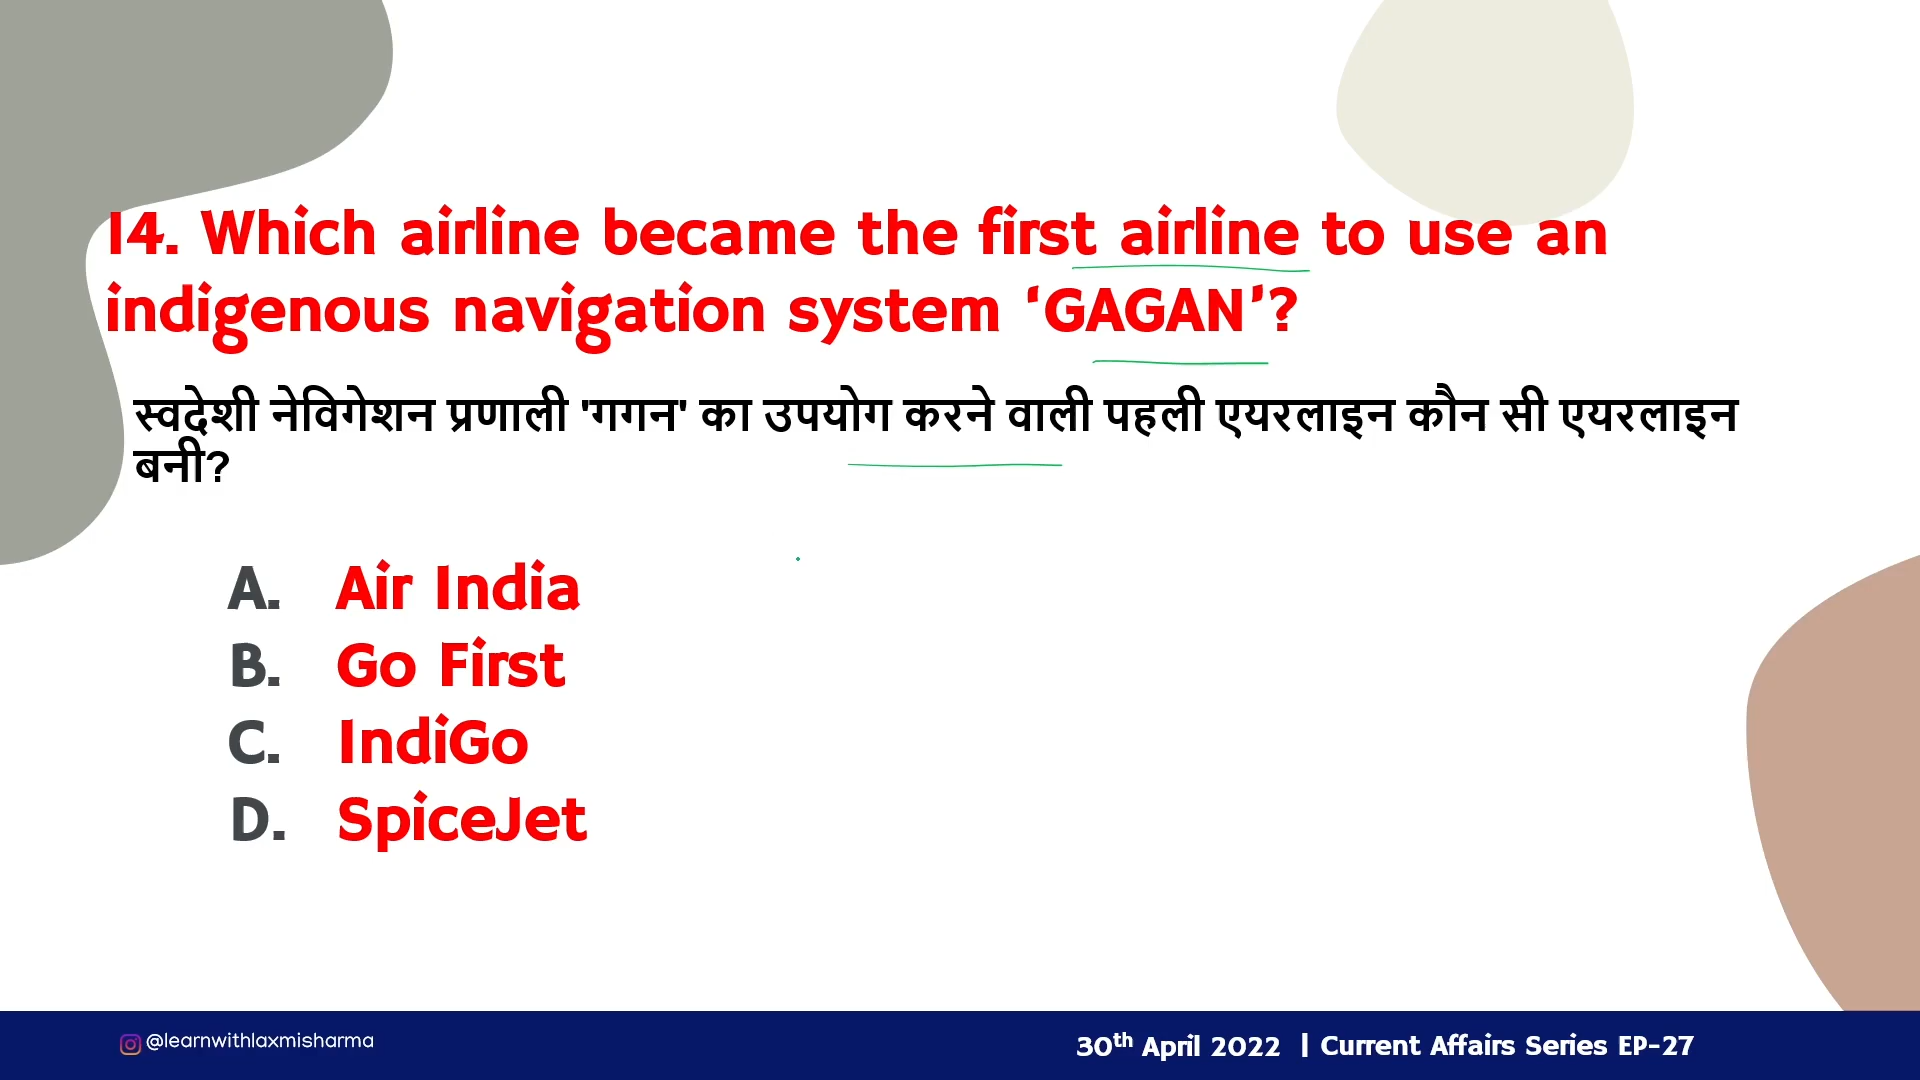 14. Which airline became the first airline to use an
indigenous navigation system ‘GAGAN’?
स्वदेशी नेविगेशन प्रणाली 'गगन' का उपयोग करने वाली पहली एयरलाइन कौन सी एयरलाइन
बनी?
A. Air India
B. Go First
C. IndiGo
D. SpiceJet
@learnwithlaxmisharma
30th April 2022 | Current Affairs Series EP-27